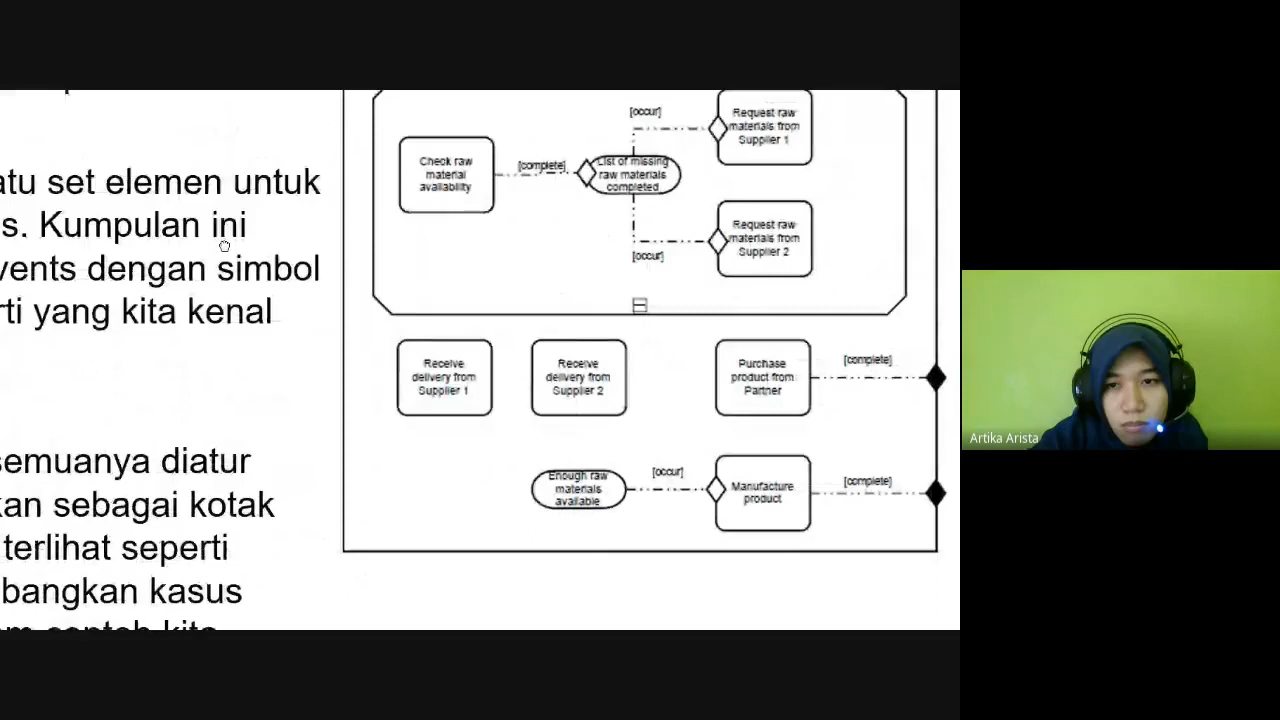 atu set elemen untuk
s. Kumpulan ini
vents dengan simbol
rti yang kita kenal
semuanya diatur
kan sebagai kotak
terlihat seperti
bangkan kasus
[occur]
Request raw
materials from
Supplier 1
Check raw
material
availability
[complete]
List of missing
raw materials
completed
Request raw
materials from
Supplier 2
[occur]
Receive
delivery from
Supplier 1
Receive
delivery from
Supplier 2
Purchase
product from
Partner
[complete]
Enough raw
materials
available
[occur]
Manufacture
product
[complete]
Artika Arista